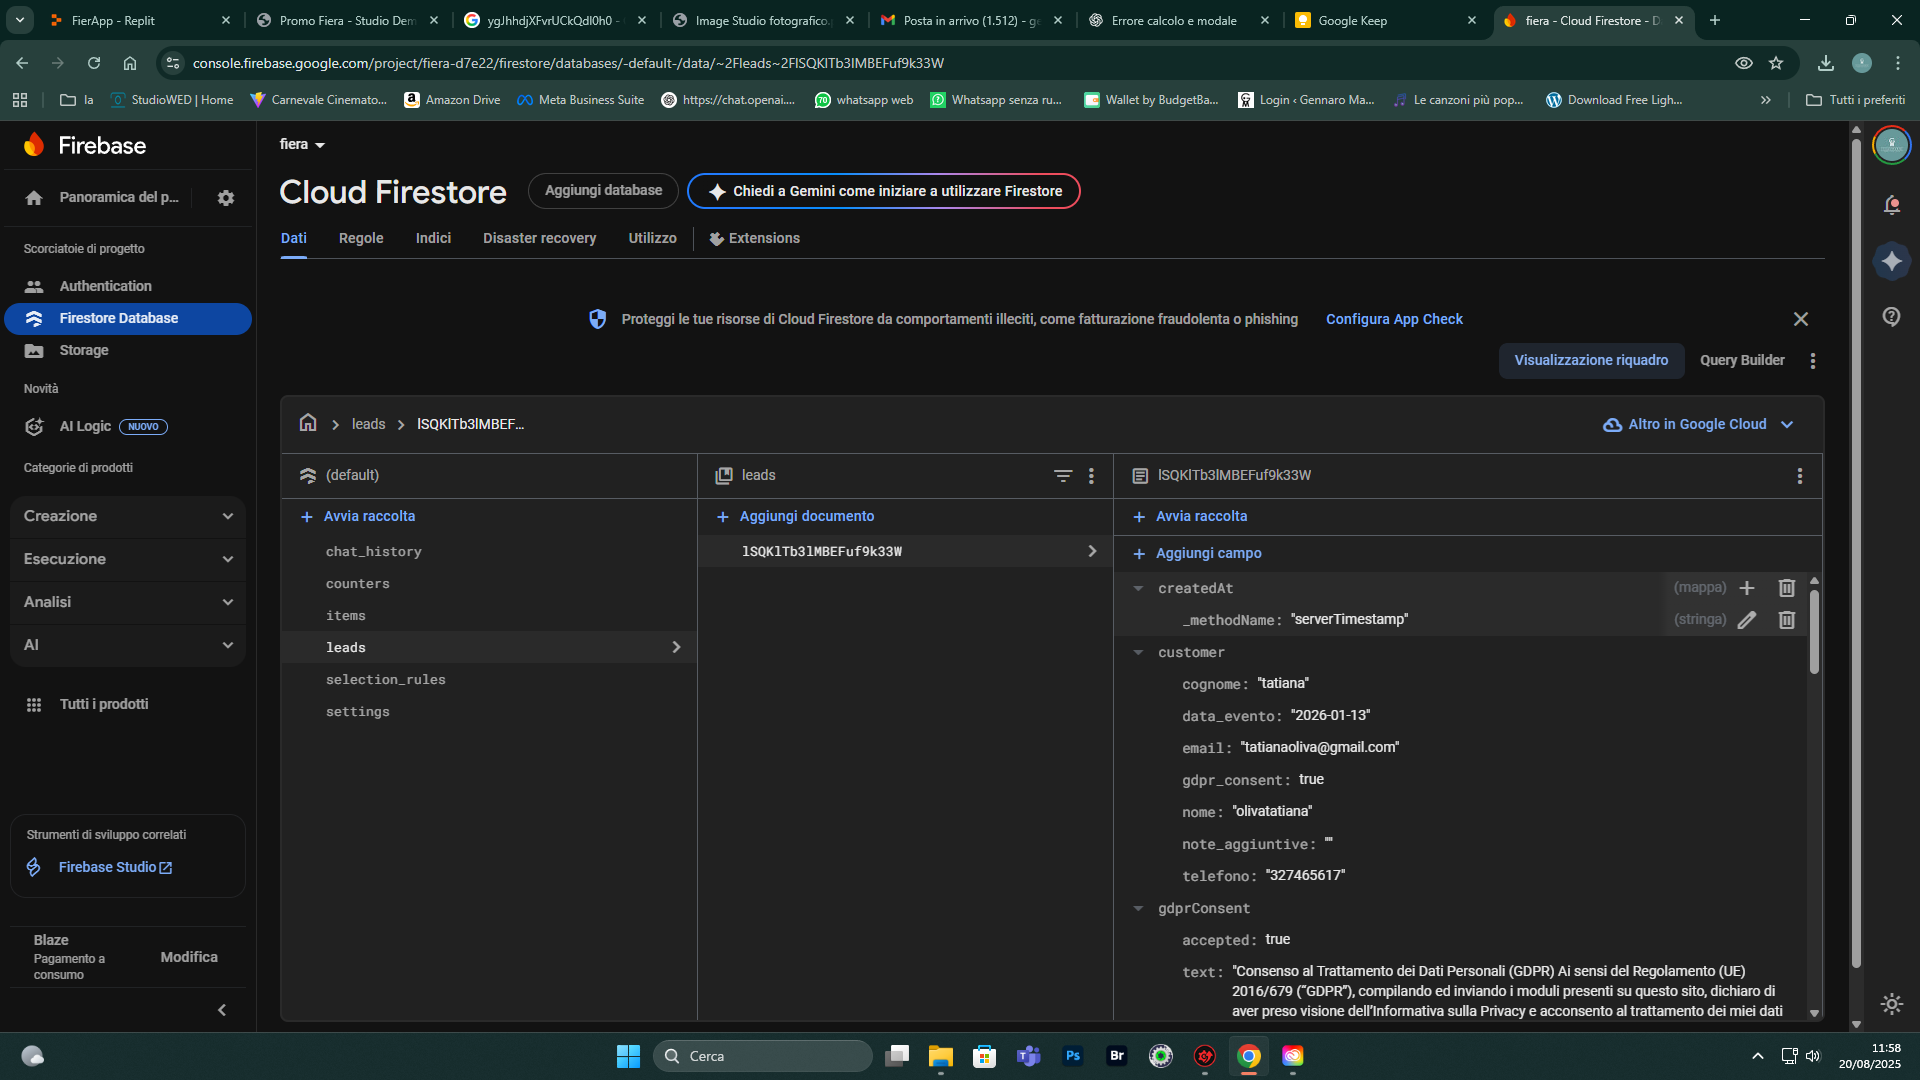 FierApp - Replit
Promo Fiera - Studio Dem
ygJhhdjXFvrUCkQdI0h0 -
Image Studio fotografico.
Posta in arrivo (1.512) - ge
Errore calcolo e modale
Google Keep
fiera - Cloud Firestore - D
console.firebase.google.com/project/fiera-d7e22/firestore/databases/-default-/data/~2Fleads~2FlSQKlTb3lMBEFuf9k33W
Ia
StudioWED | Home
Carnevale Cinemato...
Amazon Drive
Meta Business Suite
https://chat.openai....
whatsapp web
Whatsapp senza ru...
Wallet by BudgetBa...
Login ‹ Gennaro Ma...
Le canzoni più pop...
Download Free Ligh...
Tutti i preferiti
Firebase
fiera
Panoramica del p...
Cloud Firestore
Aggiungi database
Chiedi a Gemini come iniziare a utilizzare Firestore
Dati
Regole
Indici
Disaster recovery
Utilizzo
Extensions
Scorciatoie di progetto
Authentication
Firestore Database
Storage
Novità
AI Logic
NUOVO
Categorie di prodotti
Creazione
Esecuzione
Analisi
AI
Tutti i prodotti
Strumenti di sviluppo correlati
Firebase Studio
Blaze
Pagamento a
consumo
Modifica
Proteggi le tue risorse di Cloud Firestore da comportamenti illeciti, come fatturazione fraudolenta o phishing
Configura App Check
Visualizzazione riquadro
Query Builder
leads
lSQKlTb3lMBEF...
Altro in Google Cloud
(default)
Avvia raccolta
chat_history
counters
items
leads
selection_rules
settings
leads
Aggiungi documento
lSQKlTb3lMBEFuf9k33W
lSQKlTb3lMBEFuf9k33W
Avvia raccolta
Aggiungi campo
createdAt
(mappa)
_methodName: "serverTimestamp"
(stringa)
customer
cognome: "tatiana"
data_evento: "2026-01-13"
email: "tatianaoliva@gmail.com"
gdpr_consent: true
nome: "olivatatiana"
note_aggiuntive: ""
telefono: "327465617"
gdprConsent
accepted: true
text: "Consenso al Trattamento dei Dati Personali (GDPR) Ai sensi del Regolamento (UE)
2016/679 ("GDPR"), compilando ed inviando i moduli presenti su questo sito, dichiaro di
aver preso visione dell'Informativa sulla Privacy e acconsento al trattamento dei miei dati
Cerca
Ps
Br
11:58
20/08/2025